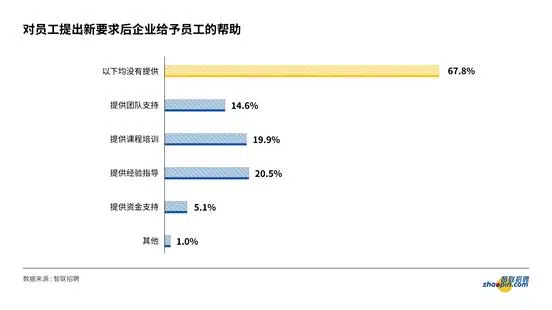 对员工提出新要求后企业给予员工的帮助
以下均没有提供 67.8%
提供团队支持 14.6%
提供课程培训 19.9%
提供经验指导 20.5%
提供资金支持 5.1%
其他 1.0%
数据来源：智联招聘
智联招聘
zhaopin.com